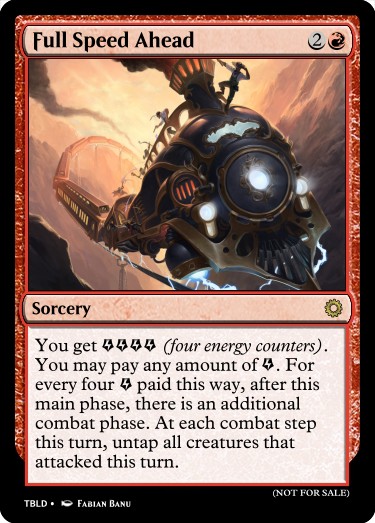 Full Speed Ahead 2
Sorcery
You get (four energy counters).
You may pay any amount of . For
every four paid this way, after this
main phase, there is an additional
combat phase. At each combat step
this turn, untap all creatures that
attacked this turn.
(NOT FOR SALE)
TBLD • Fabian Banu